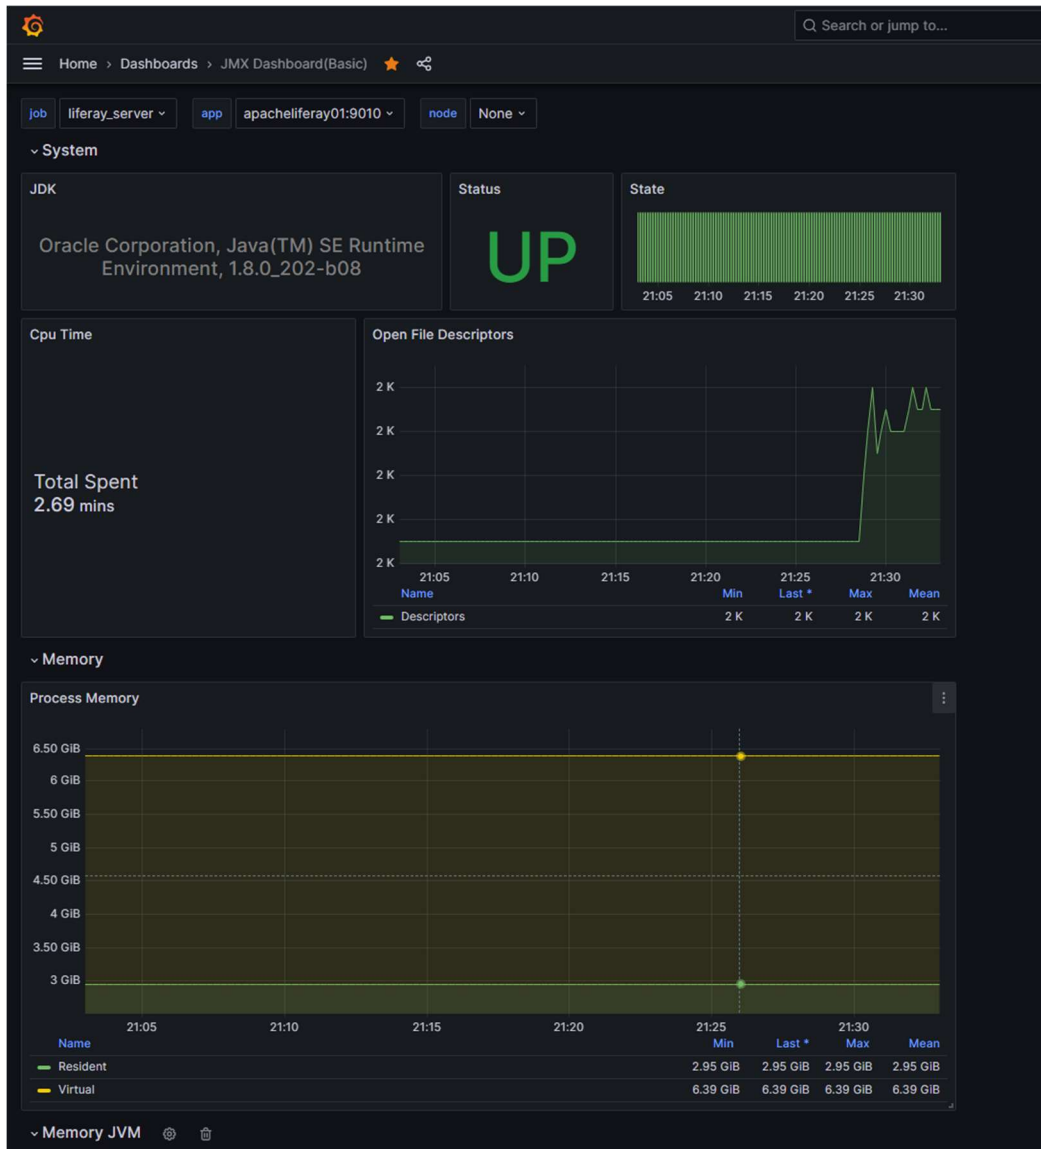 Search or jump to...
Home › Dashboards › JMX Dashboard(Basic)
job liferay_server app apacheliferay01:9010 node None
System
JDK
Oracle Corporation, Java(TM) SE Runtime
Environment, 1.8.0_202-b08
Status
UP
State
21:05 21:10 21:15 21:20 21:25 21:30
Cpu Time
Total Spent
2.69 mins
Open File Descriptors
2 K
2 K
2 K
2 K
2 K
21:05 21:10 21:15 21:20 21:25 21:30
Name Min Last * Max Mean
Descriptors 2 K 2 K 2 K 2 K
Memory
Process Memory
6.50 GiB
6 GiB
5.50 GiB
5 GiB
4.50 GiB
4 GiB
3.50 GiB
3 GiB
21:05 21:10 21:15 21:20 21:25 21:30
Name Min Last * Max Mean
Resident 2.95 GiB 2.95 GiB 2.95 GiB 2.95 GiB
Virtual 6.39 GiB 6.39 GiB 6.39 GiB 6.39 GiB
Memory JVM